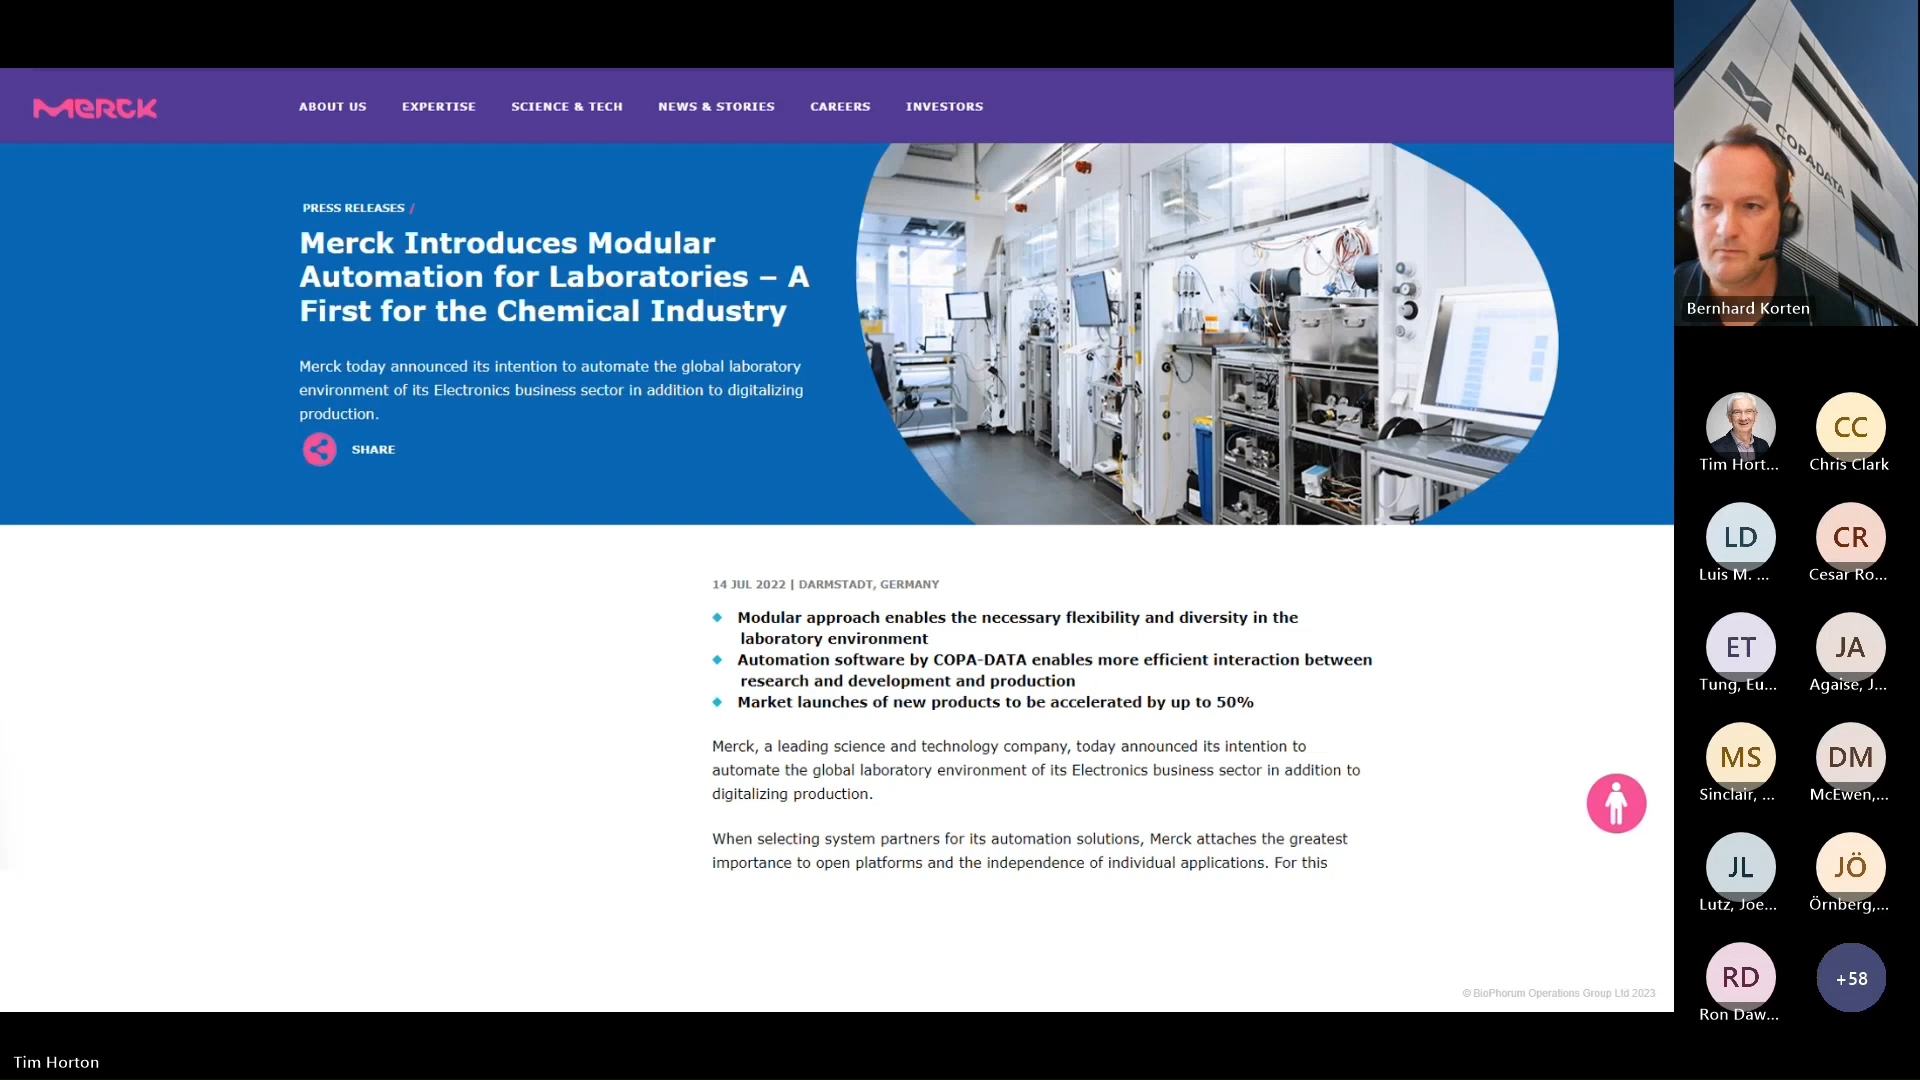 MERCK
ABOUT US
EXPERTISE
SCIENCE & TECH
NEWS & STORIES
CAREERS
INVESTORS
PRESS RELEASES /
Merck Introduces Modular
Automation for Laboratories – A
First for the Chemical Industry
Merck today announced its intention to automate the global laboratory
environment of its Electronics business sector in addition to digitalizing
production.
SHARE
14 JUL 2022 | DARMSTADT, GERMANY
Modular approach enables the necessary flexibility and diversity in the
laboratory environment
Automation software by COPA-DATA enables more efficient interaction between
research and development and production
Market launches of new products to be accelerated by up to 50%
Merck, a leading science and technology company, today announced its intention to
automate the global laboratory environment of its Electronics business sector in addition to
digitalizing production.
When selecting system partners for its automation solutions, Merck attaches the greatest
importance to open platforms and the independence of individual applications. For this
© BioPhorum Operations Group Ltd 2023
Tim Horton
COPADATA
Bernhard Korten
Tim Hort...
CC
Chris Clark
LD
Luis M. ...
CR
Cesar Ro...
ET
Tung, Eu...
JA
Agaise, J...
MS
Sinclair, ...
DM
McEwen,...
JL
Lutz, Joe...
JÖ
Örnberg,...
RD
Ron Daw...
+58